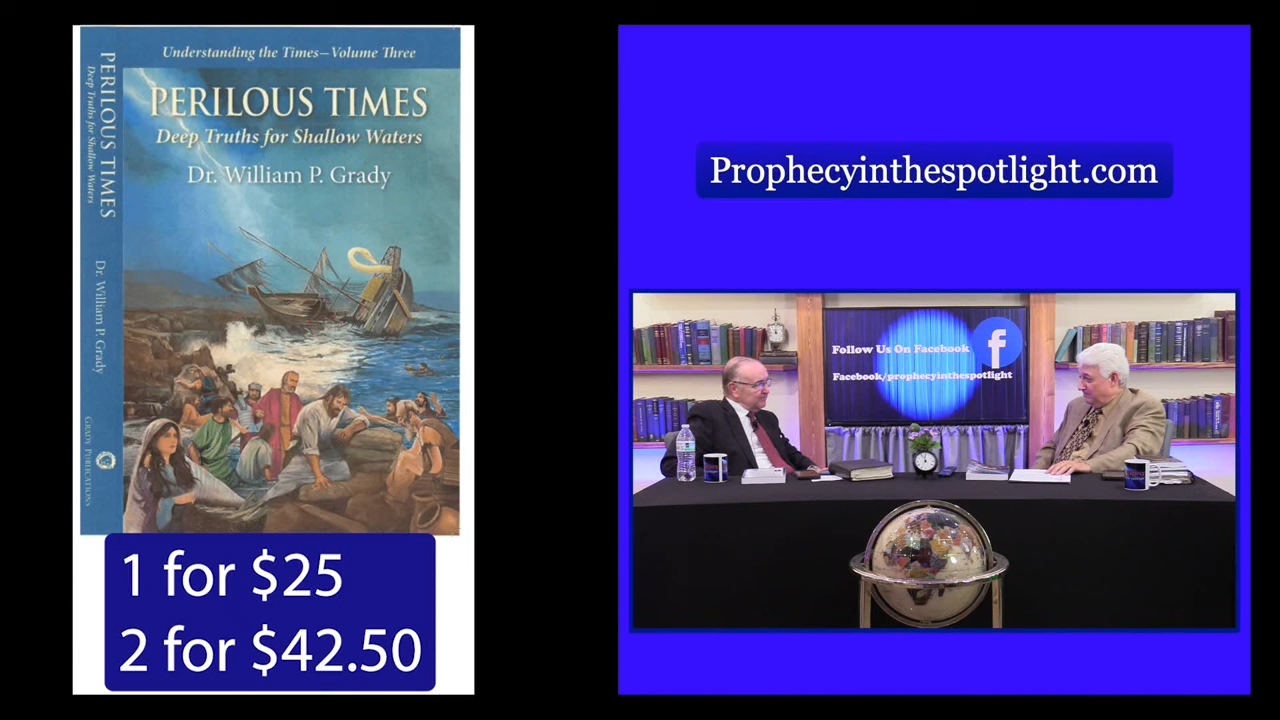 Understanding the Times—Volume Three
PERILOUS TIMES
Deep Truths for Shallow Waters
Dr. William P. Grady
PERILOUS TIMES
Deep Truths for Shallow Waters
Dr. William P. Grady
GRADY PUBLICATIONS
1 for $25
2 for $42.50
Prophecyinthespotlight.com
Follow Us On Facebook
f
Facebook/prophecyinthespotlight